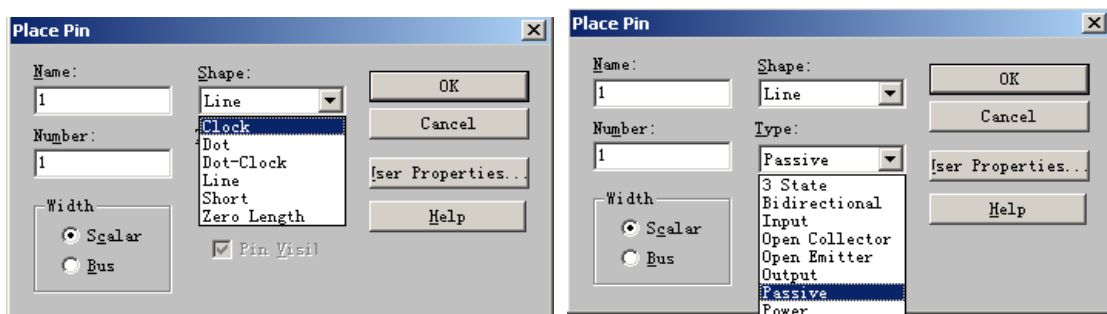 Place Pin
Name:
1
Number:
1
Width
Scalar
Bus
Shape:
Line
Clock
Dot
Dot-Clock
Line
Short
Zero Length
Pin Visil
OK
Cancel
ser Properties...
Help
Place Pin
Name:
1
Number:
1
Width
Scalar
Bus
Shape:
Line
Type:
Passive
3 State
Bidirectional
Input
Open Collector
Open Emitter
Output
Passive
Power
OK
Cancel
ser Properties...
Help